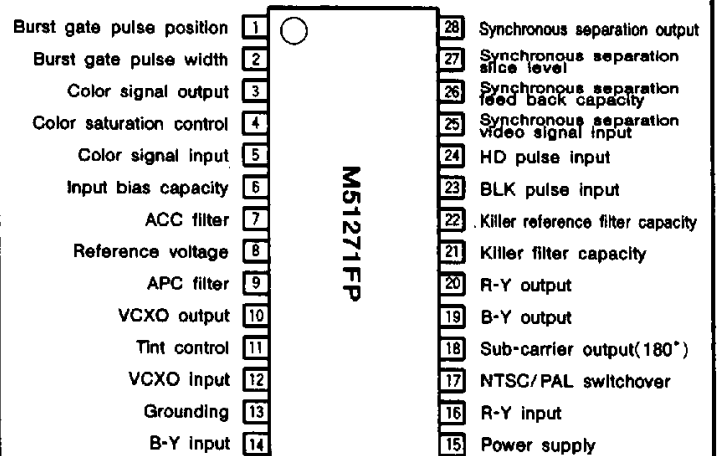 Burst gate pulse position 1
Burst gate pulse width 2
Color signal output 3
Color saturation control 4
Color signal input 5
Input bias capacity 6
ACC filter 7
Reference voltage 8
APC filter 9
VCXO output 10
Tint control 11
VCXO input 12
Grounding 13
B-Y input 14
M51271FP
28 Synchronous separation output
27 Synchronous separation
slice level
26 Synchronous separation
feed back capacity
25 Synchronous separation
video signal input
24 HD pulse input
23 BLK pulse input
22 Killer reference filter capacity
21 Killer filter capacity
20 R-Y output
19 B-Y output
18 Sub-carrier output(180°)
17 NTSC/PAL switchover
16 R-Y input
15 Power supply